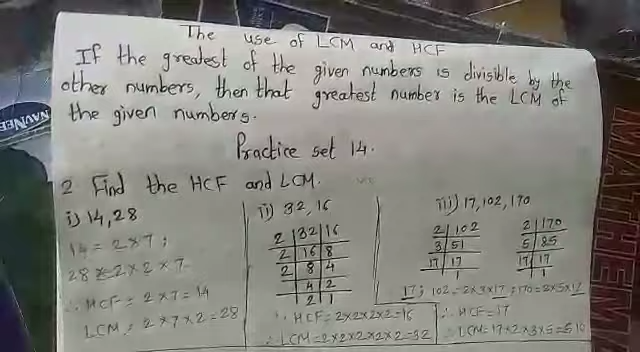 The use of LCM and HCF
If the greatest of the given numbers is divisible by the
other numbers, then that greatest number is the LCM of
the given numbers.
NAVNEE
Practice set 14.
2 Find the HCF and LCM.
i) 14,28
14 = 2×7;
28 = 2×2×7
∴ HCF = 2×7=14
LCM = 2×7×2=28
ii) 32, 16
2 | 32 | 16
2 | 16 | 8
2 | 8 | 4
4 | 2
2 | 1
∴ HCF = 2×2×2×2=16
∴ LCM=2×2×2×2×2=32
iii) 17,102,170
2 | 102
3 | 51
17 | 17
1
2 | 170
5 | 85
17 | 17
1
17; 102=2×3×17;170=2×5×17
∴ HCF=17
∴ LCM=17×2×3×5=510
MATHEM